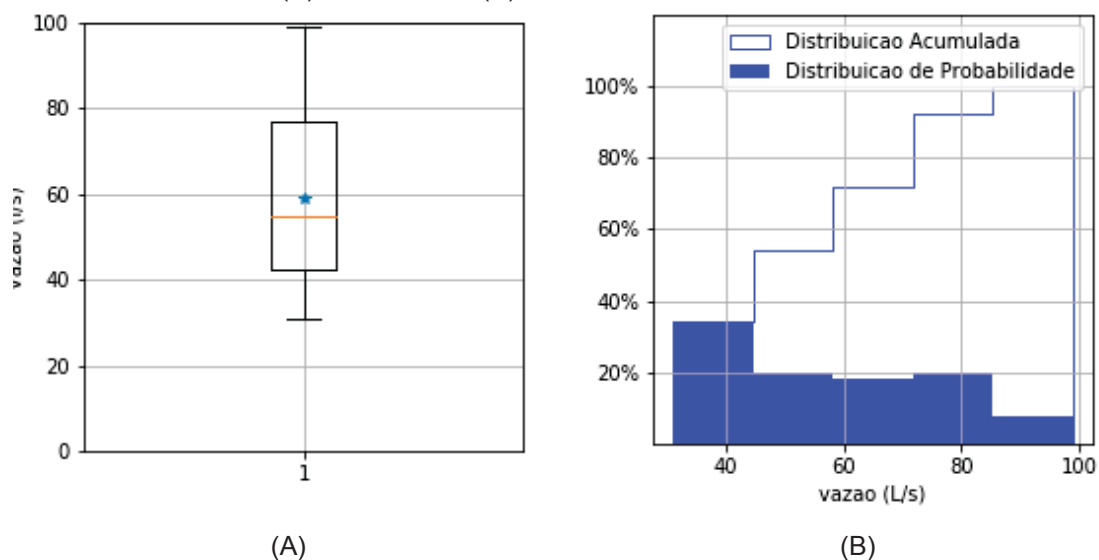 100
80
60
40
20
0
vazao (l/s)
1
(A)
Distribuicao Acumulada
Distribuicao de Probabilidade
100%
80%
60%
40%
20%
40 60 80 100
vazao (L/s)
(B)